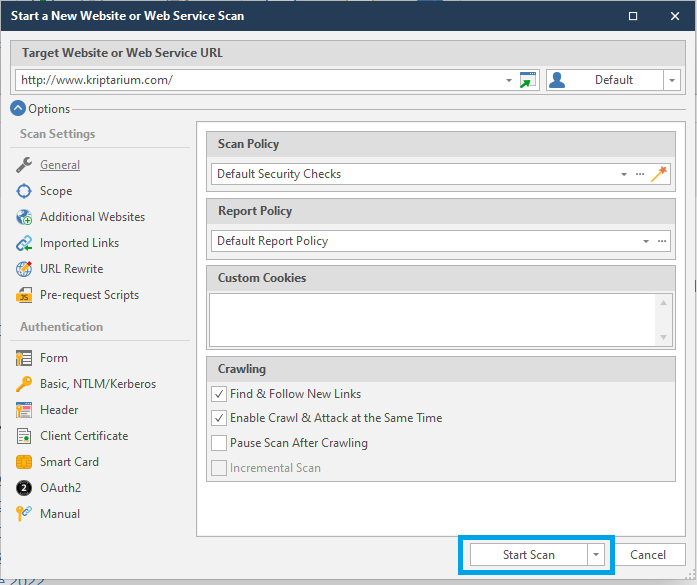 Start a New Website or Web Service Scan
Target Website or Web Service URL
http://www.kriptarium.com/ Default
Options
Scan Settings
General
Scope
Additional Websites
Imported Links
URL Rewrite
JS Pre-request Scripts
Authentication
Form
Basic, NTLM/Kerberos
Header
Client Certificate
Smart Card
2 OAuth2
Manual
Scan Policy
Default Security Checks ...
Report Policy
Default Report Policy ...
Custom Cookies
Crawling
Find & Follow New Links
Enable Crawl & Attack at the Same Time
Pause Scan After Crawling
Incremental Scan
Start Scan Cancel